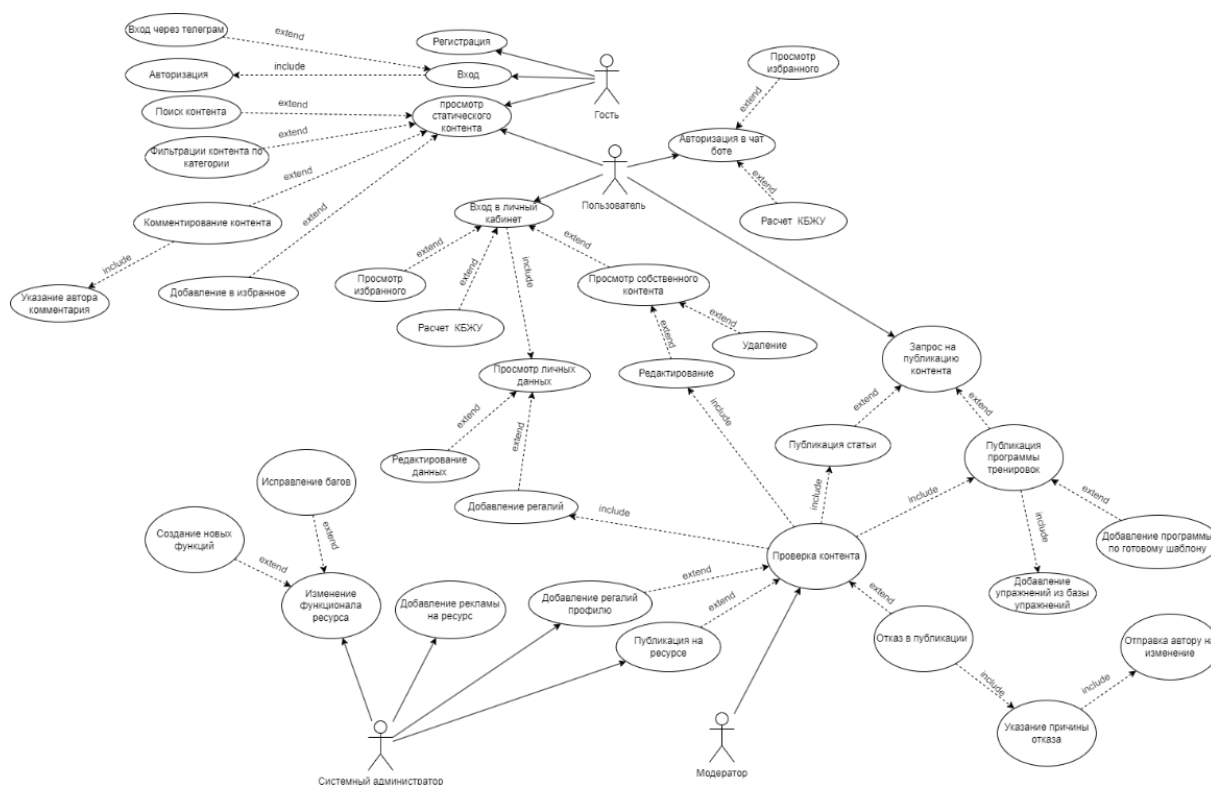 Вход через телеграм
extend
Регистрация
Просмотр
избранного
Авторизация
include
Вход
Гость
Поиск контента
extend
просмотр
статического
контента
extend
Фильтрации контента по
категории
extend
Авторизация в чат
боте
extend
Расчет КБЖУ
Пользователь
extend
Комментирование контента
extend
include
Указание автора
комментария
Добавление в избранное
Вход в личный
кабинет
extend
extend
include
extend
Просмотр
избранного
Расчет КБЖУ
Просмотр собственного
контента
extend
Удаление
extend
Редактирование
Запрос на
публикацию
контента
Просмотр личных
данных
extend
extend
Редактирование
данных
Добавление регалий
include
include
extend
extend
Публикация статьи
Публикация
программы
тренировок
include
include
include
extend
Добавление программы
по готовому шаблону
Добавление
упражнений из базы
упражнений
Исправление багов
Создание новых
функций
extend
extend
Изменение
функционала
ресурса
Добавление рекламы
на ресурс
Добавление регалий
профилю
extend
Проверка контента
extend
Публикация на
ресурсе
extend
Отказ в публикации
include
Указание причины
отказа
include
Отправка автору на
изменение
Системный администратор
Модератор